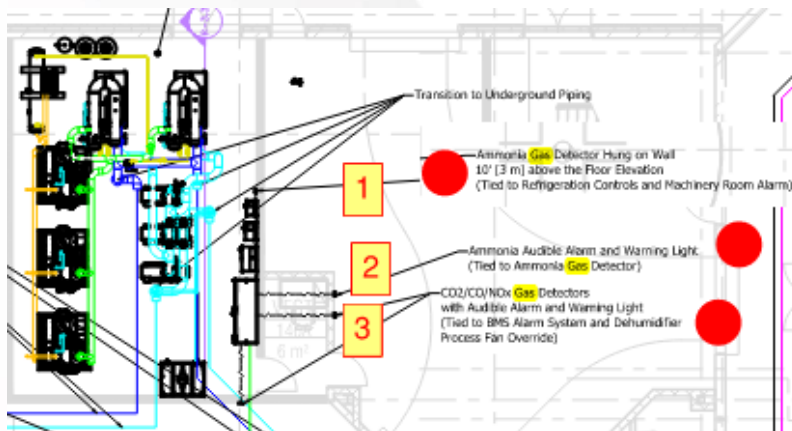 Transition to Underground Piping
Ammonia Gas Detector Hung on Wall
10' [3 m] above the Floor Elevation
(Tied to Refrigeration Controls and Machinery Room Alarm)
1
2
Ammonia Audible Alarm and Warning Light
(Tied to Ammonia Gas Detector)
CO2/CO/NOx Gas Detectors
with Audible Alarm and Warning Light
(Tied to BMS Alarm System and Dehumidifier
Process Fan Override)
3
6 m²